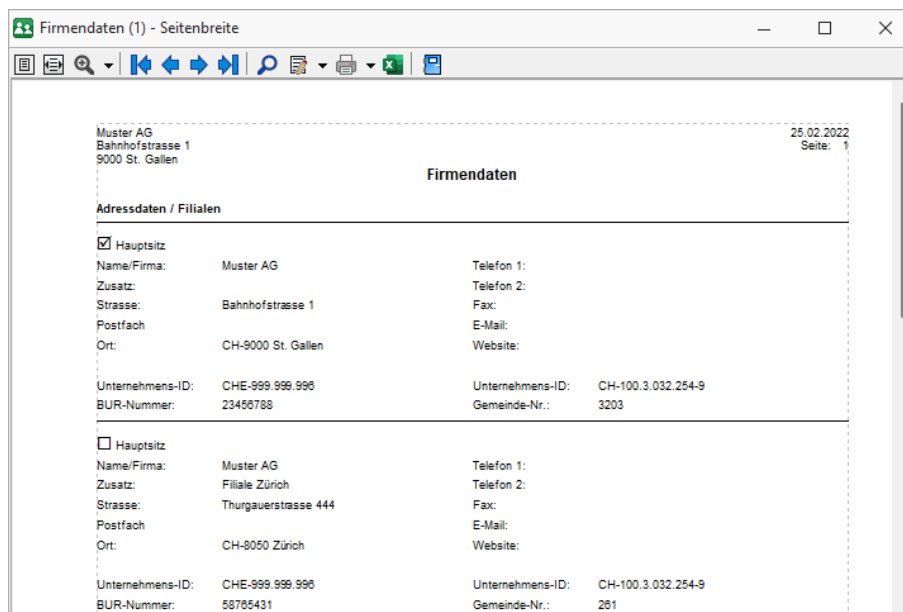 Firmendaten (1) - Seitenbreite
Muster AG 25.02.2022
Bahnhofstrasse 1 Seite: 1
9000 St. Gallen
Firmendaten
Adressdaten / Filialen
Hauptsitz
Name/Firma: Muster AG Telefon 1:
Zusatz: Telefon 2:
Strasse: Bahnhofstrasse 1 Fax:
Postfach E-Mail:
Ort: CH-9000 St. Gallen Website:
Unternehmens-ID: CHE-999.999.996 Unternehmens-ID: CH-100.3.032.254-9
BUR-Nummer: 23456788 Gemeinde-Nr.: 3203
Hauptsitz
Name/Firma: Muster AG Telefon 1:
Zusatz: Filiale Zürich Telefon 2:
Strasse: Thurgauerstrasse 444 Fax:
Postfach E-Mail:
Ort: CH-8050 Zürich Website:
Unternehmens-ID: CHE-999.999.996 Unternehmens-ID: CH-100.3.032.254-9
BUR-Nummer: 58765431 Gemeinde-Nr.: 261